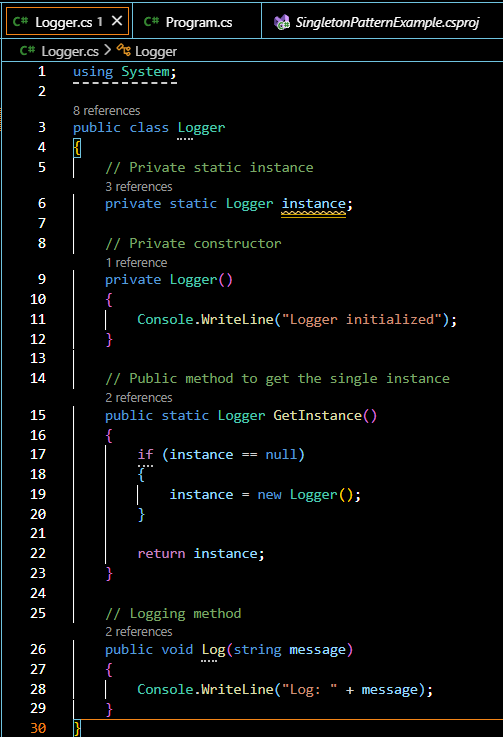 C# Logger.cs 1 X C# Program.cs SingletonPatternExample.csproj
C# Logger.cs > Logger
1 using System;
2
8 references
3 public class Logger
4 {
5     // Private static instance
3 references
6     private static Logger instance;
7
8     // Private constructor
1 reference
9     private Logger()
10     {
11         Console.WriteLine("Logger initialized");
12     }
13
14     // Public method to get the single instance
2 references
15     public static Logger GetInstance()
16     {
17         if (instance == null)
18         {
19             instance = new Logger();
20         }
21
22         return instance;
23     }
24
25     // Logging method
2 references
26     public void Log(string message)
27     {
28         Console.WriteLine("Log: " + message);
29     }
30 }